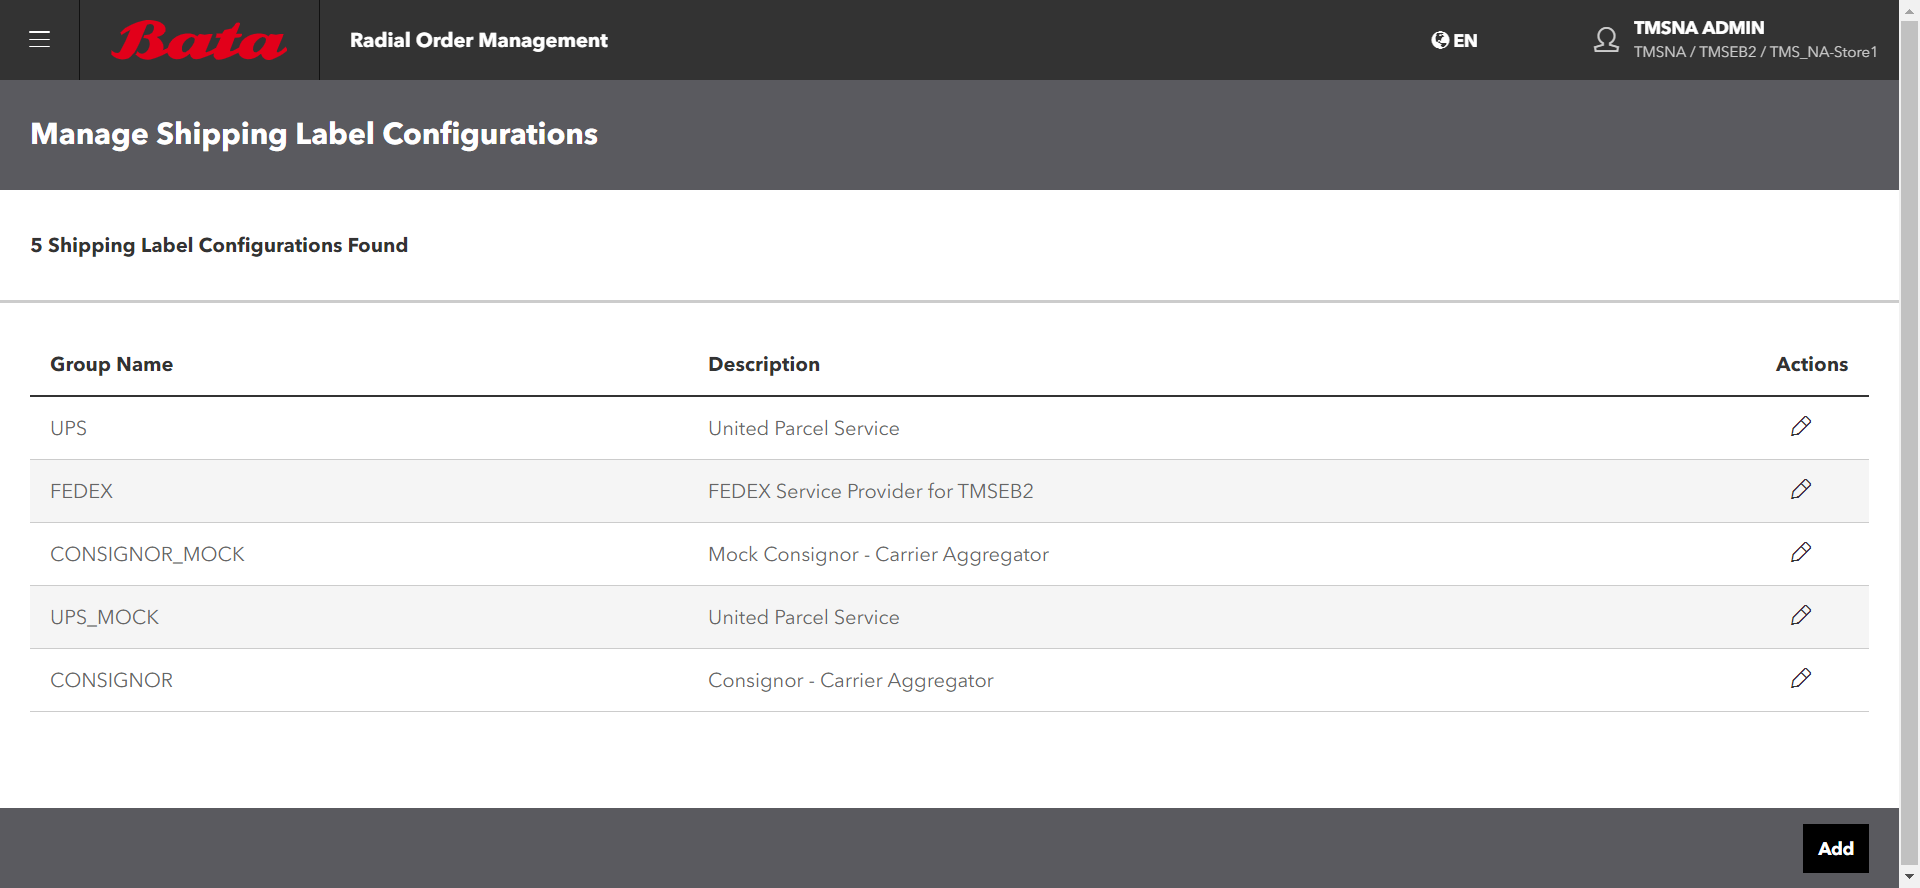 Bata
Radial Order Management
EN
TMSNA ADMIN
TMSNA / TMSEB2 / TMS_NA-Store1
Manage Shipping Label Configurations
5 Shipping Label Configurations Found
Group Name Description Actions
UPS United Parcel Service
FEDEX FEDEX Service Provider for TMSEB2
CONSIGNOR_MOCK Mock Consignor - Carrier Aggregator
UPS_MOCK United Parcel Service
CONSIGNOR Consignor - Carrier Aggregator
Add